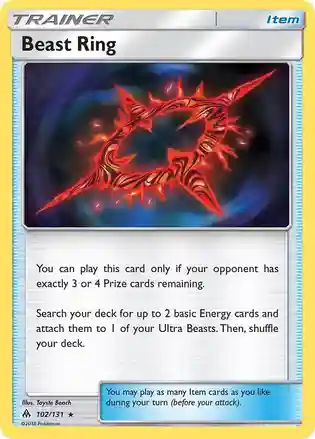 TRAINER
Item
Beast Ring
You can play this card only if your opponent has
exactly 3 or 4 Prize cards remaining.
Search your deck for up to 2 basic Energy cards and
attach them to 1 of your Ultra Beasts. Then, shuffle
your deck.
You may play as many Item cards as you like
during your turn (before your attack).
Illus. Toyste Beach
102/131 ★
©2018 Pokémon